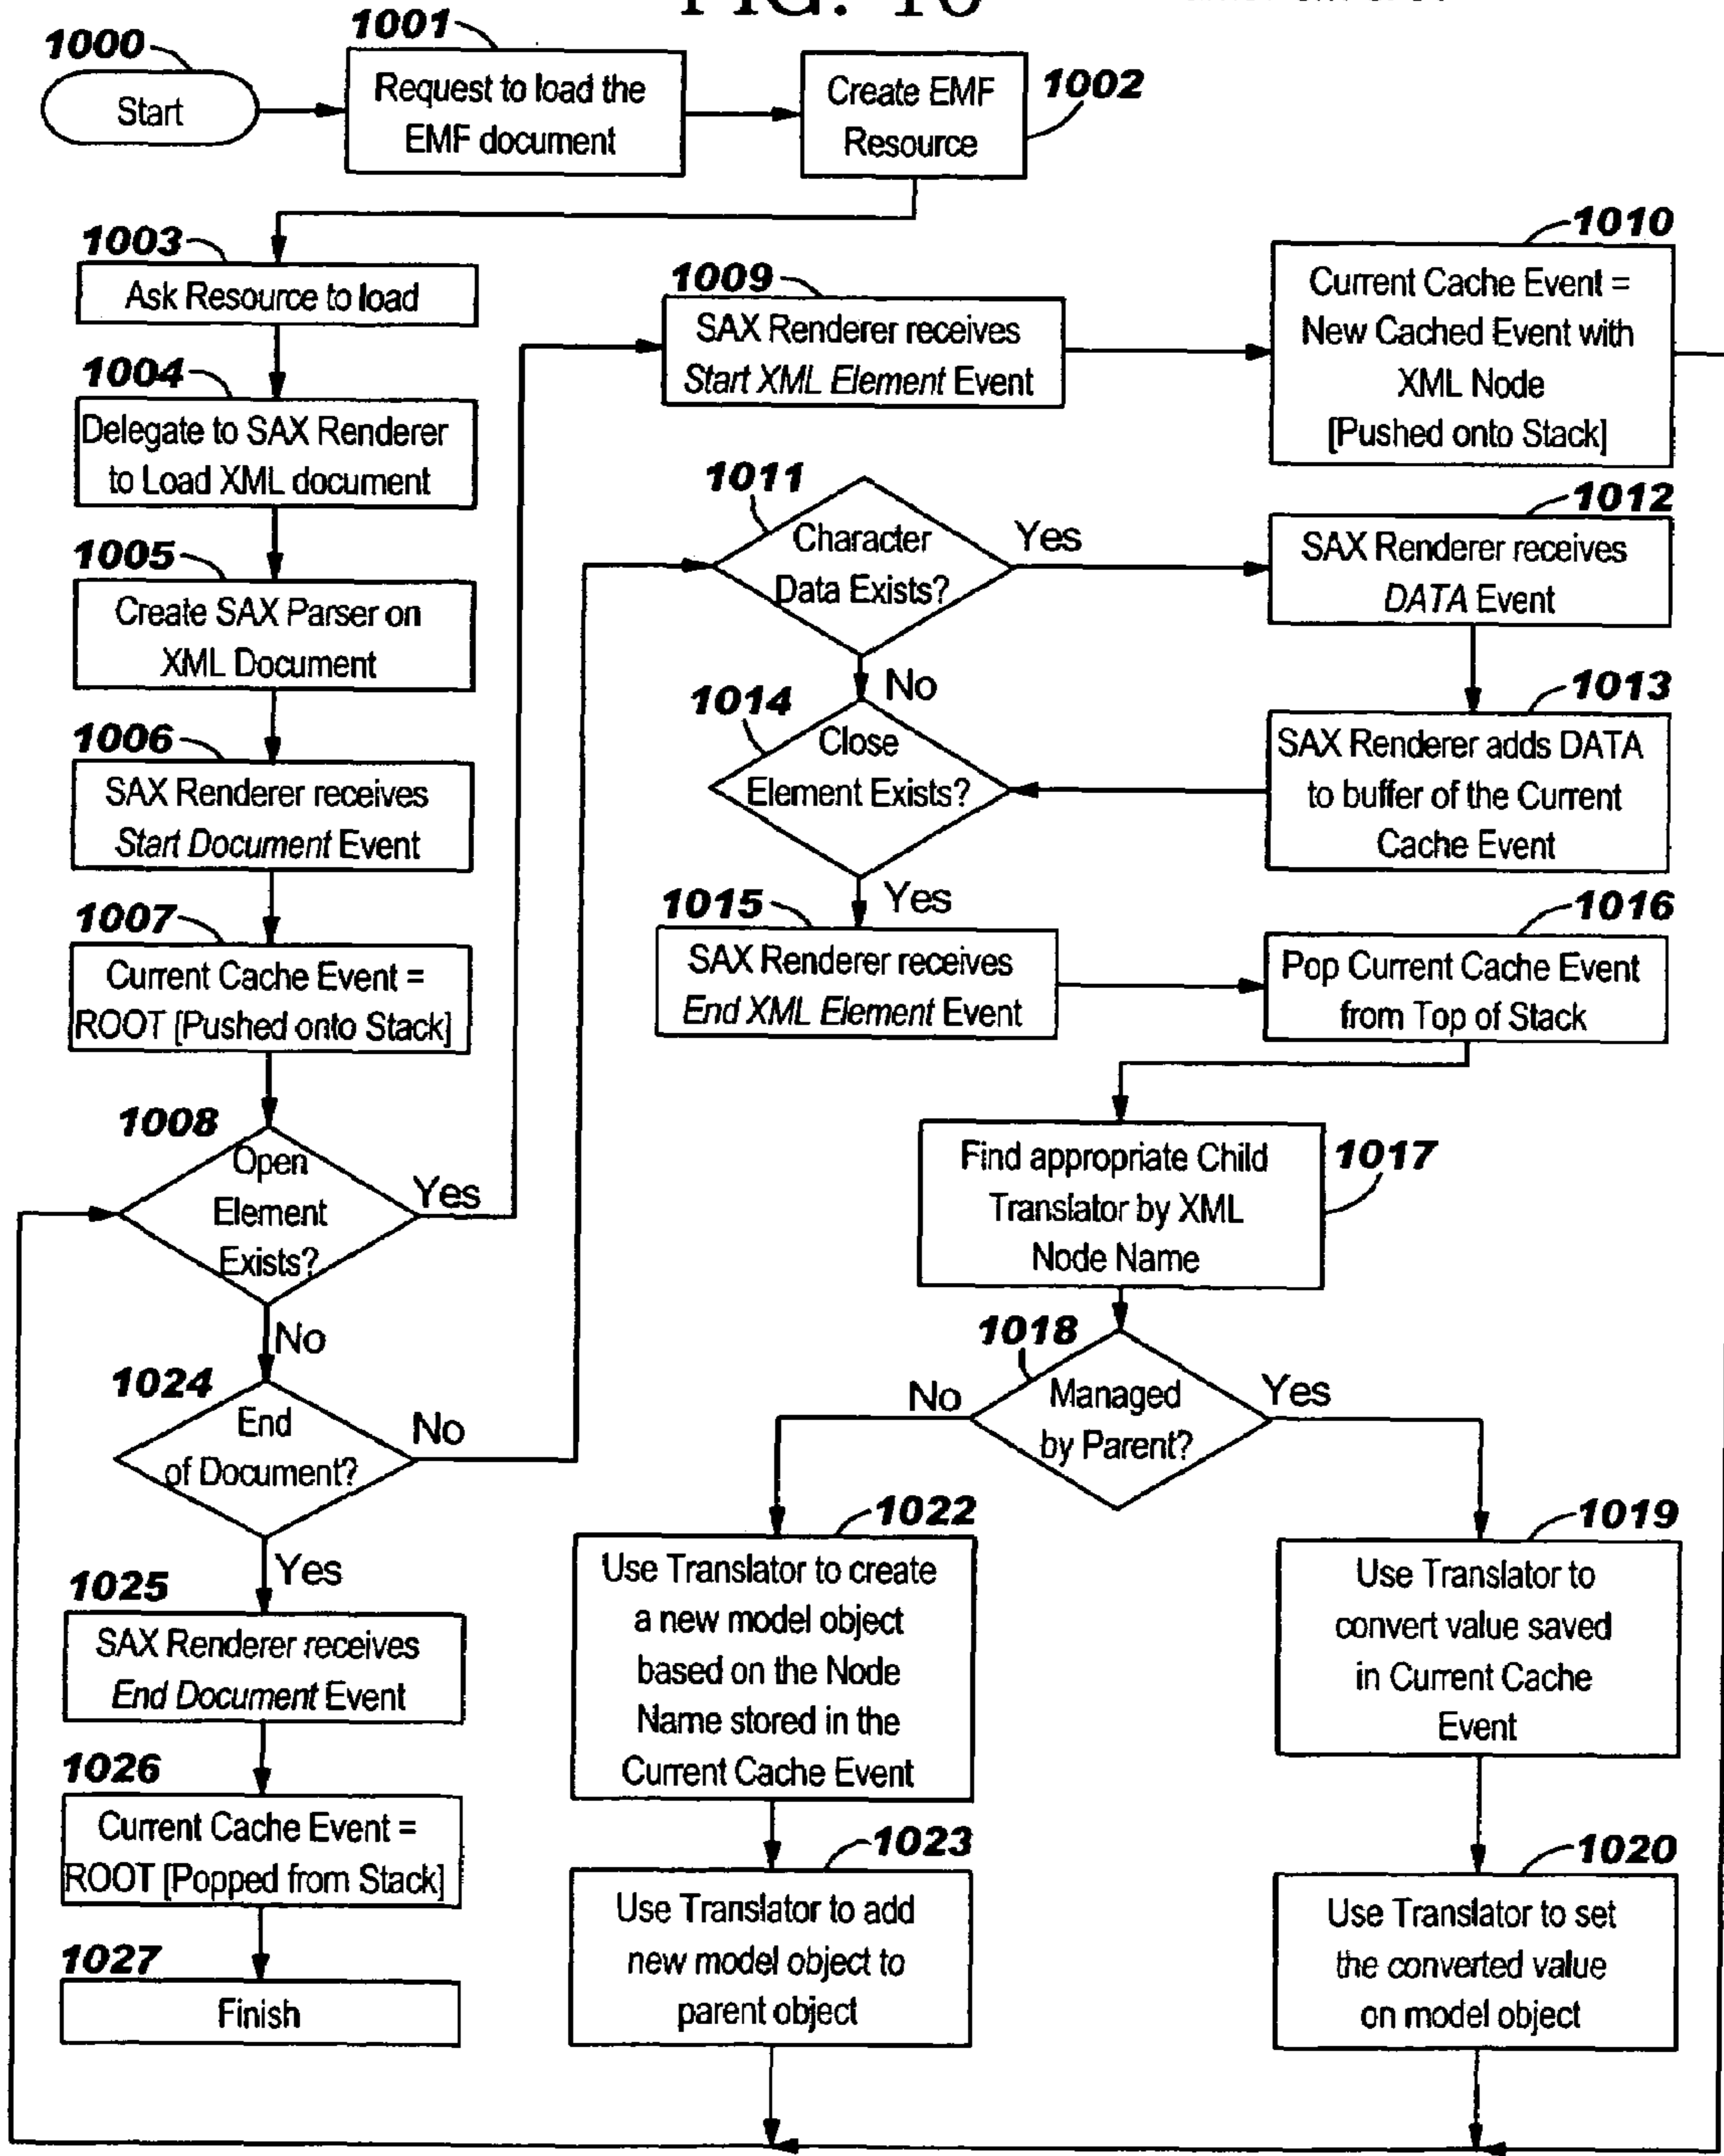 FIG. 10
1000
Start
1001
Request to load the
EMF document
1002
Create EMF
Resource
1003
Ask Resource to load
1004
Delegate to SAX Renderer
to Load XML document
1005
Create SAX Parser on
XML Document
1006
SAX Renderer receives
Start Document Event
1007
Current Cache Event =
ROOT [Pushed onto Stack]
1008
Open
Element
Exists?
Yes
No
1009
SAX Renderer receives
Start XML Element Event
1010
Current Cache Event =
New Cached Event with
XML Node
[Pushed onto Stack]
1011
Character
Data Exists?
Yes
No
1012
SAX Renderer receives
DATA Event
1013
SAX Renderer adds DATA
to buffer of the Current
Cache Event
1014
Close
Element Exists?
Yes
1015
SAX Renderer receives
End XML Element Event
1016
Pop Current Cache Event
from Top of Stack
1017
Find appropriate Child
Translator by XML
Node Name
1018
Managed
by Parent?
No
Yes
1022
Use Translator to create
a new model object
based on the Node
Name stored in the
Current Cache Event
1023
Use Translator to add
new model object to
parent object
1019
Use Translator to
convert value saved
in Current Cache
Event
1020
Use Translator to set
the converted value
on model object
1024
End
of Document?
No
Yes
1025
SAX Renderer receives
End Document Event
1026
Current Cache Event =
ROOT [Popped from Stack]
1027
Finish